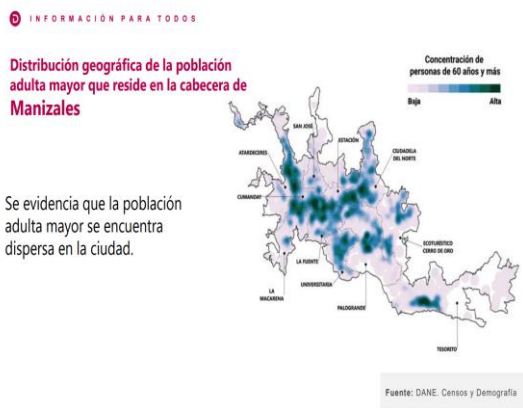 INFORMACIÓN PARA TODOS
Distribución geográfica de la población
adulta mayor que reside en la cabecera de
Manizales
Se evidencia que la población
adulta mayor se encuentra
dispersa en la ciudad.
Concentración de
personas de 60 años y más
Baja
Alta
SAN JOSÉ
ESTACIÓN
ATARDECERES
CIUDADELA
DEL NORTE
CUMANDAY
ECOTURÍSTICO
CERRO DE ORO
LA FUENTE
UNIVERSITARIA
LA
MACARENA
PALOGRANDE
TESORITO
Fuente: DANE. Censos y Demografía